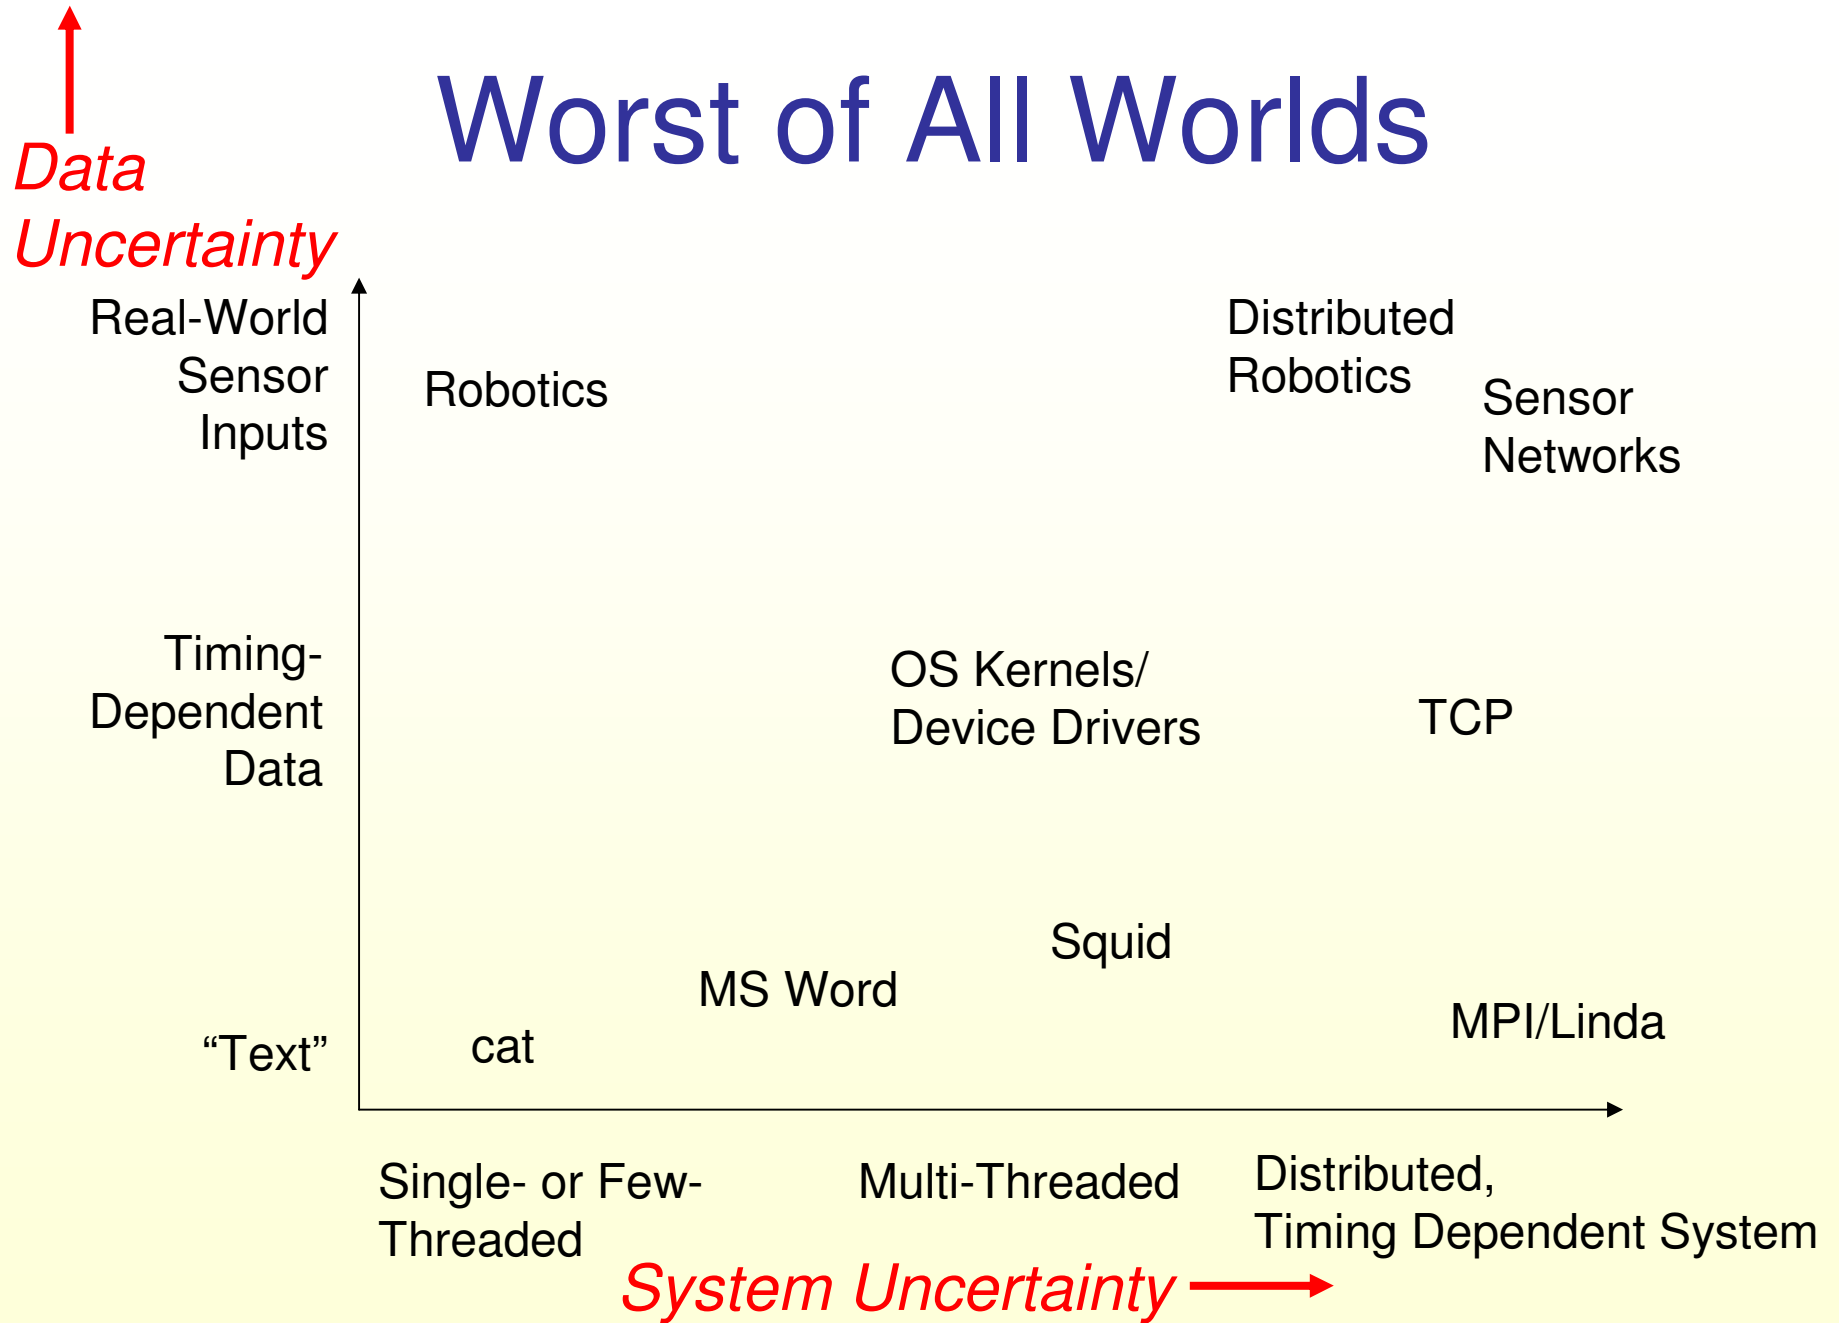 Worst of All Worlds
Data
Uncertainty
Real-World
Sensor
Inputs
Robotics
Distributed
Robotics
Sensor
Networks
Timing-
Dependent
Data
OS Kernels/
Device Drivers
TCP
Squid
MS Word
MPI/Linda
“Text”
cat
Single- or Few-
Threaded
Multi-Threaded
Distributed,
Timing Dependent System
System Uncertainty